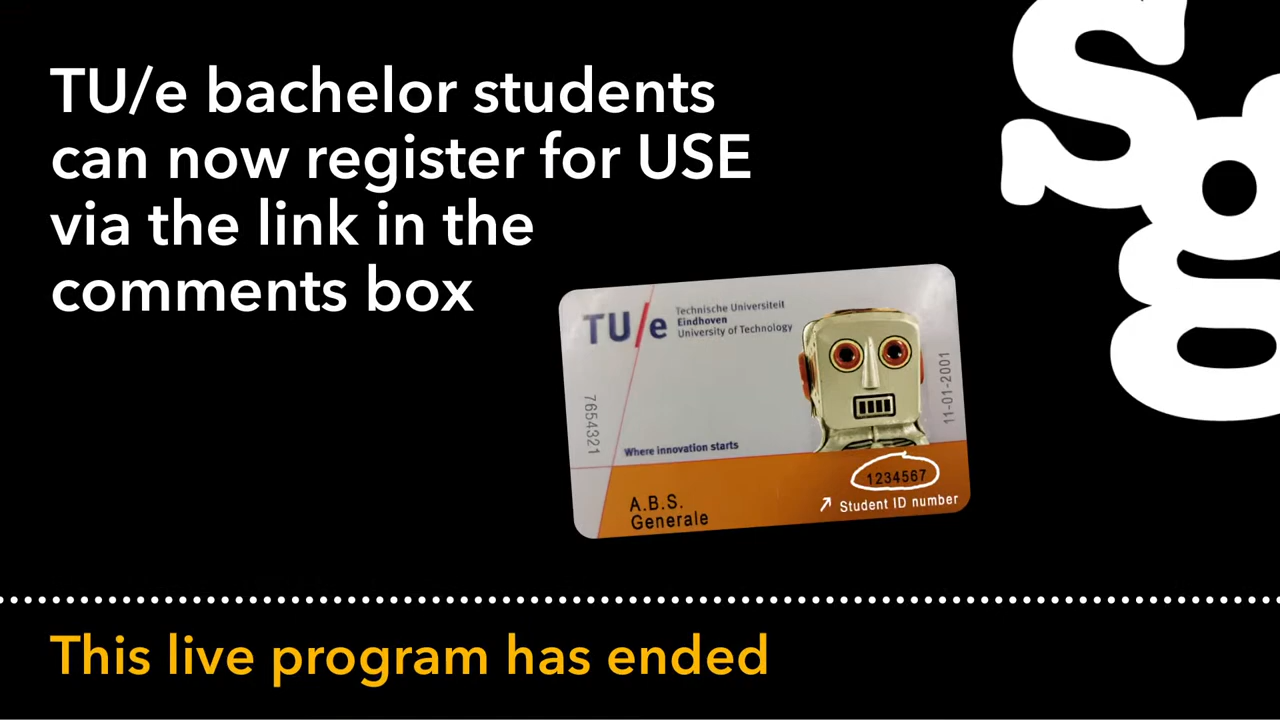 TU/e bachelor students
can now register for USE
via the link in the
comments box
Sg
TU/e
Technische Universiteit
Eindhoven
University of Technology
7654321
11-01-2001
Where innovation starts
1234567
Student ID number
A.B.S.
Generale
This live program has ended